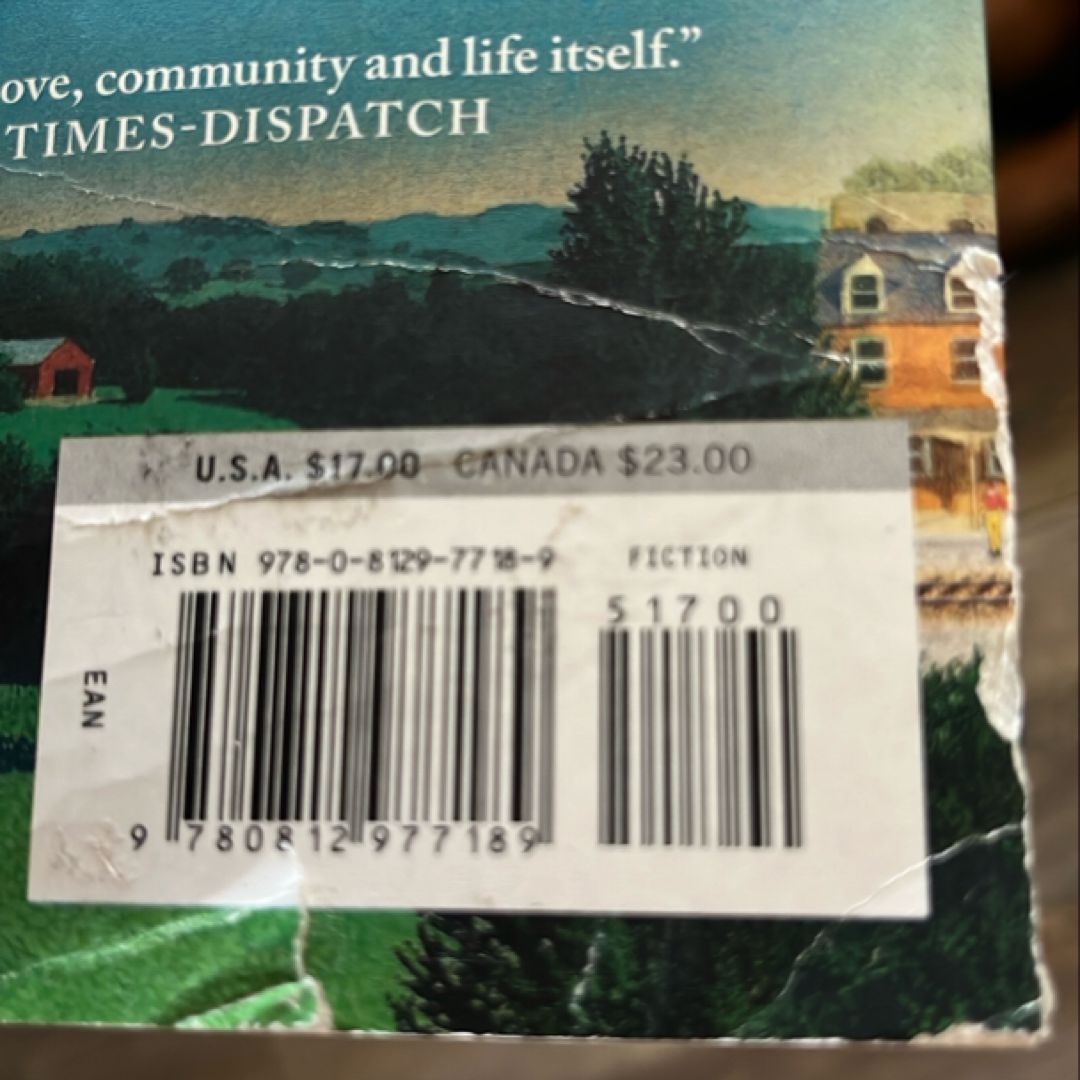 ove, community and life itself.”
TIMES-DISPATCH
U.S.A. $17.00 CANADA $23.00
ISBN 978-0-8129-7718-9
FICTION
51700
EAN
9 780812 977189